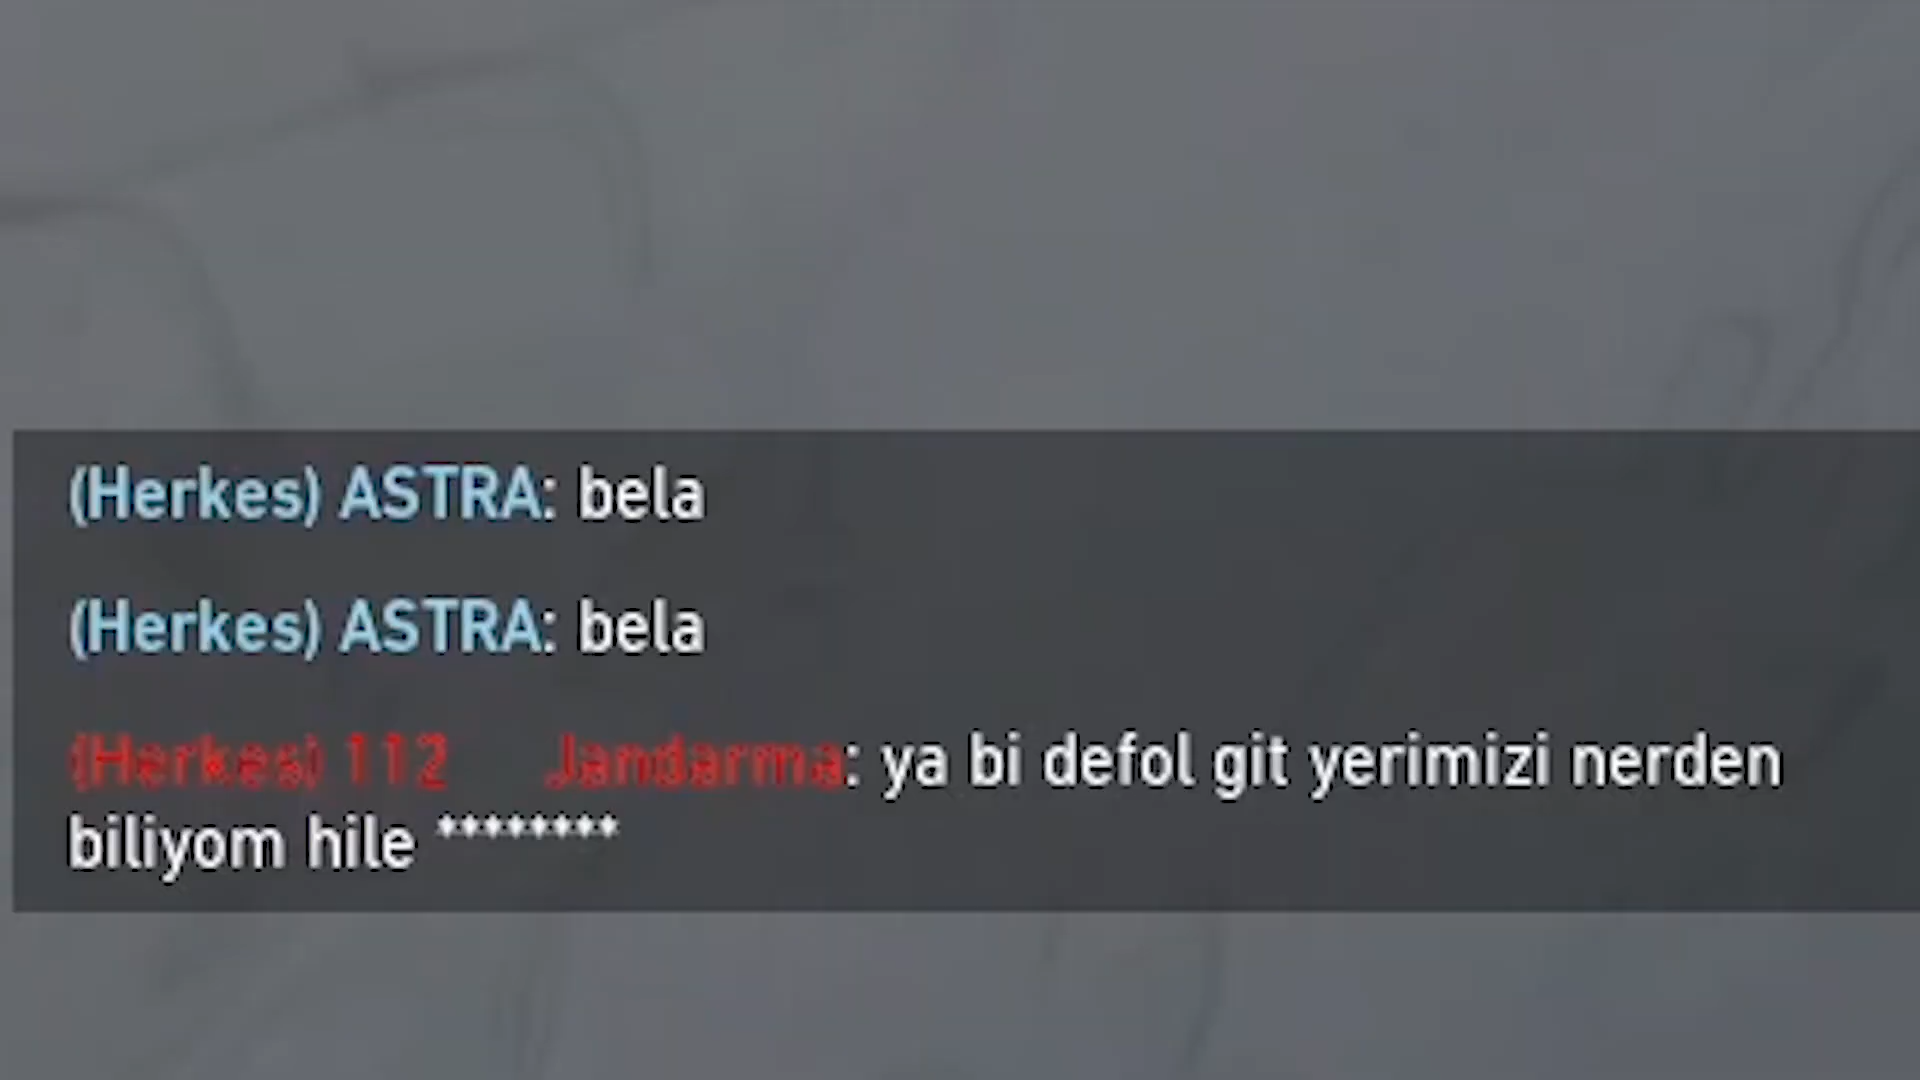 (Herkes) ASTRA: bela
(Herkes) ASTRA: bela
(Herkes) 112 Jandarma: ya bi defol git yerimizi nerden
biliyom hile ********